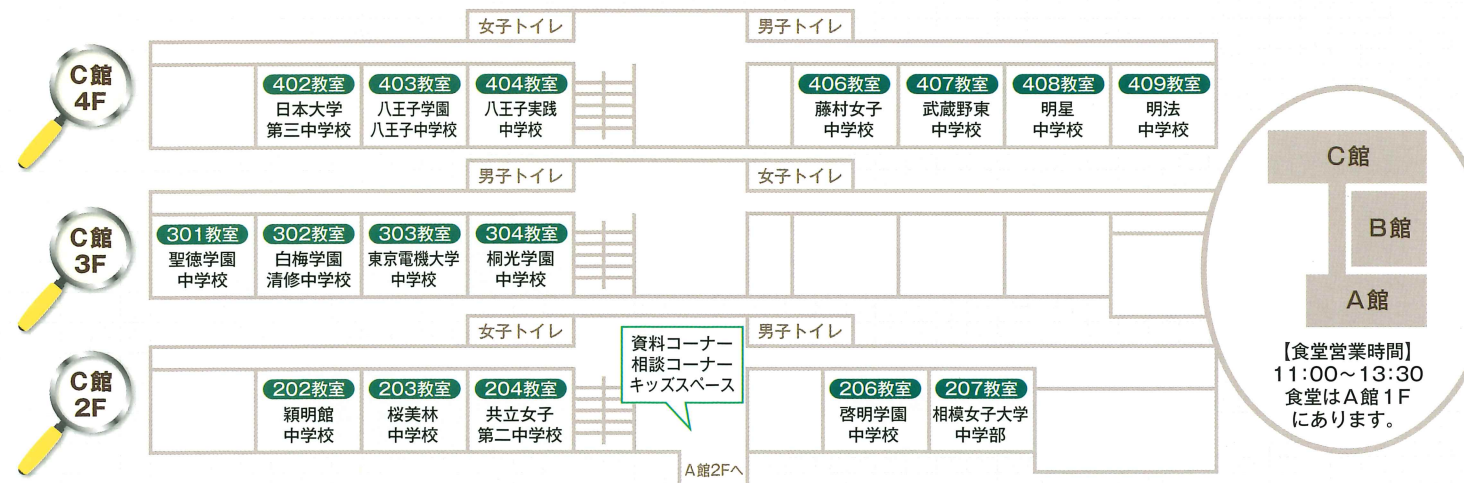 女子トイレ
男子トイレ
C館
4F
402教室
日本大学
第三中学校
403教室
八王子学園
八王子中学校
404教室
八王子実践
中学校
406教室
藤村女子
中学校
407教室
武蔵野東
中学校
408教室
明星
中学校
409教室
明法
中学校
男子トイレ
女子トイレ
C館
3F
301教室
聖徳学園
中学校
302教室
白梅学園
清修中学校
303教室
東京電機大学
中学校
304教室
桐光学園
中学校
女子トイレ
男子トイレ
資料コーナー
相談コーナー
キッズスペース
C館
2F
202教室
穎明館
中学校
203教室
桜美林
中学校
204教室
共立女子
第二中学校
206教室
啓明学園
中学校
207教室
相模女子大学
中学部
A館2Fへ
C館
B館
A館
【食堂営業時間】
11:00〜13:30
食堂はA館1F
にあります。